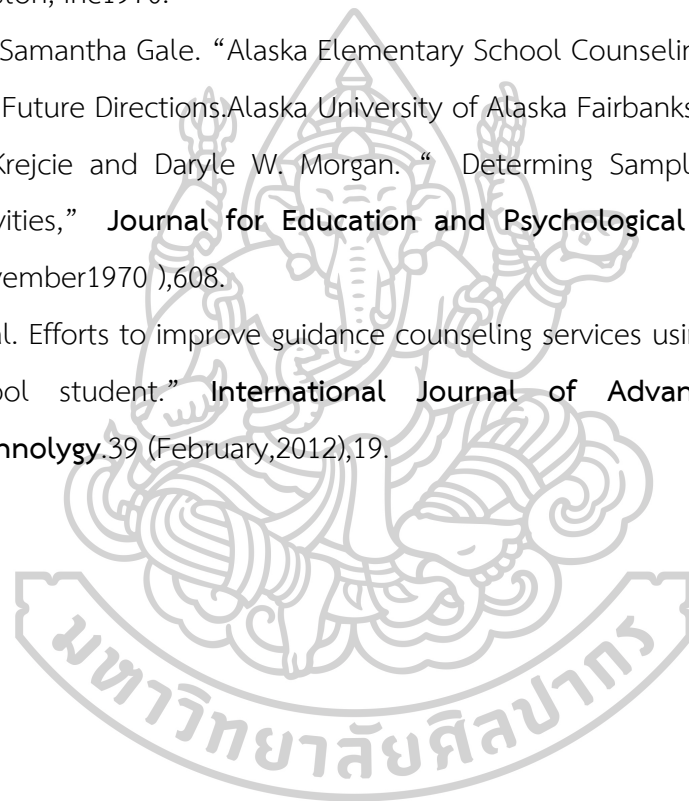 ston, Inc1970.
Samantha Gale. “Alaska Elementary School Counselin
Future Directions.Alaska University of Alaska Fairbanks
Krejcie and Daryle W. Morgan. “ Determing Sampl
vities,” Journal for Education and Psychological
vember1970 ),608.
al. Efforts to improve guidance counseling services usin
ool student.” International Journal of Advan
hnolygy.39 (February,2012),19.
มหาวิทยาลัยศิลปากร